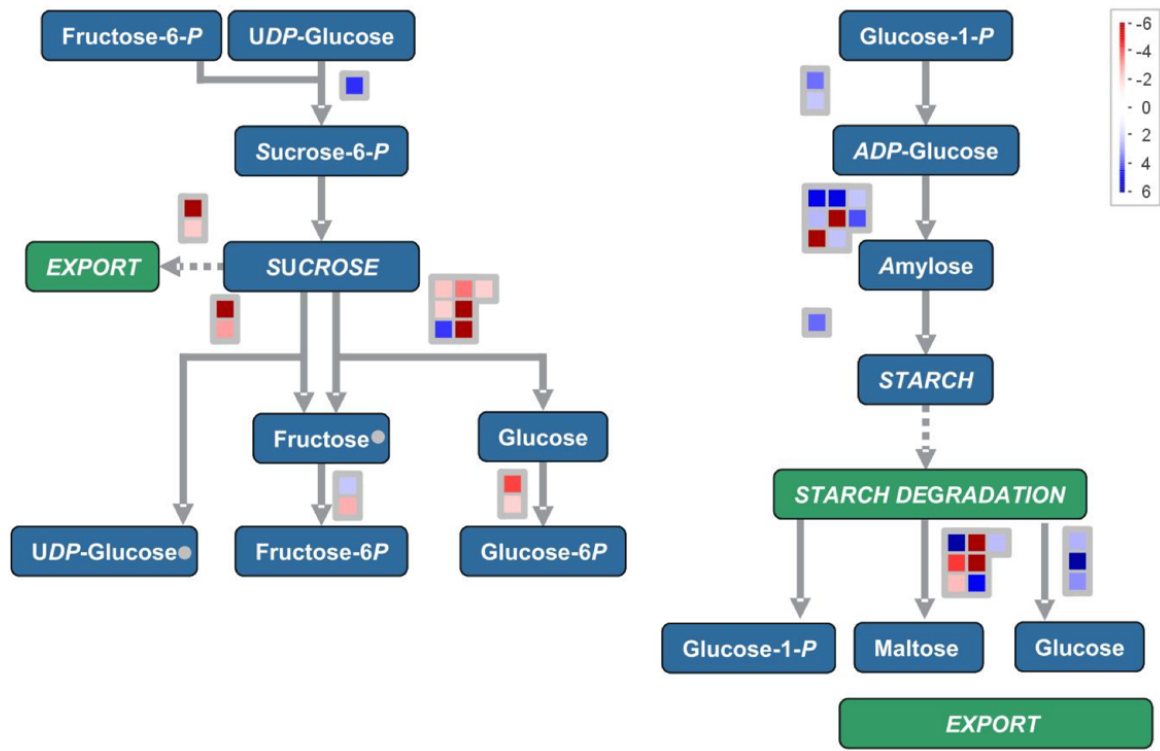 Fructose-6-P
UDP-Glucose
Sucrose-6-P
EXPORT
SUCROSE
Fructose
Glucose
UDP-Glucose
Fructose-6P
Glucose-6P
Glucose-1-P
ADP-Glucose
Amylose
STARCH
STARCH DEGRADATION
Glucose-1-P
Maltose
Glucose
EXPORT
-6
-4
-2
0
2
4
6